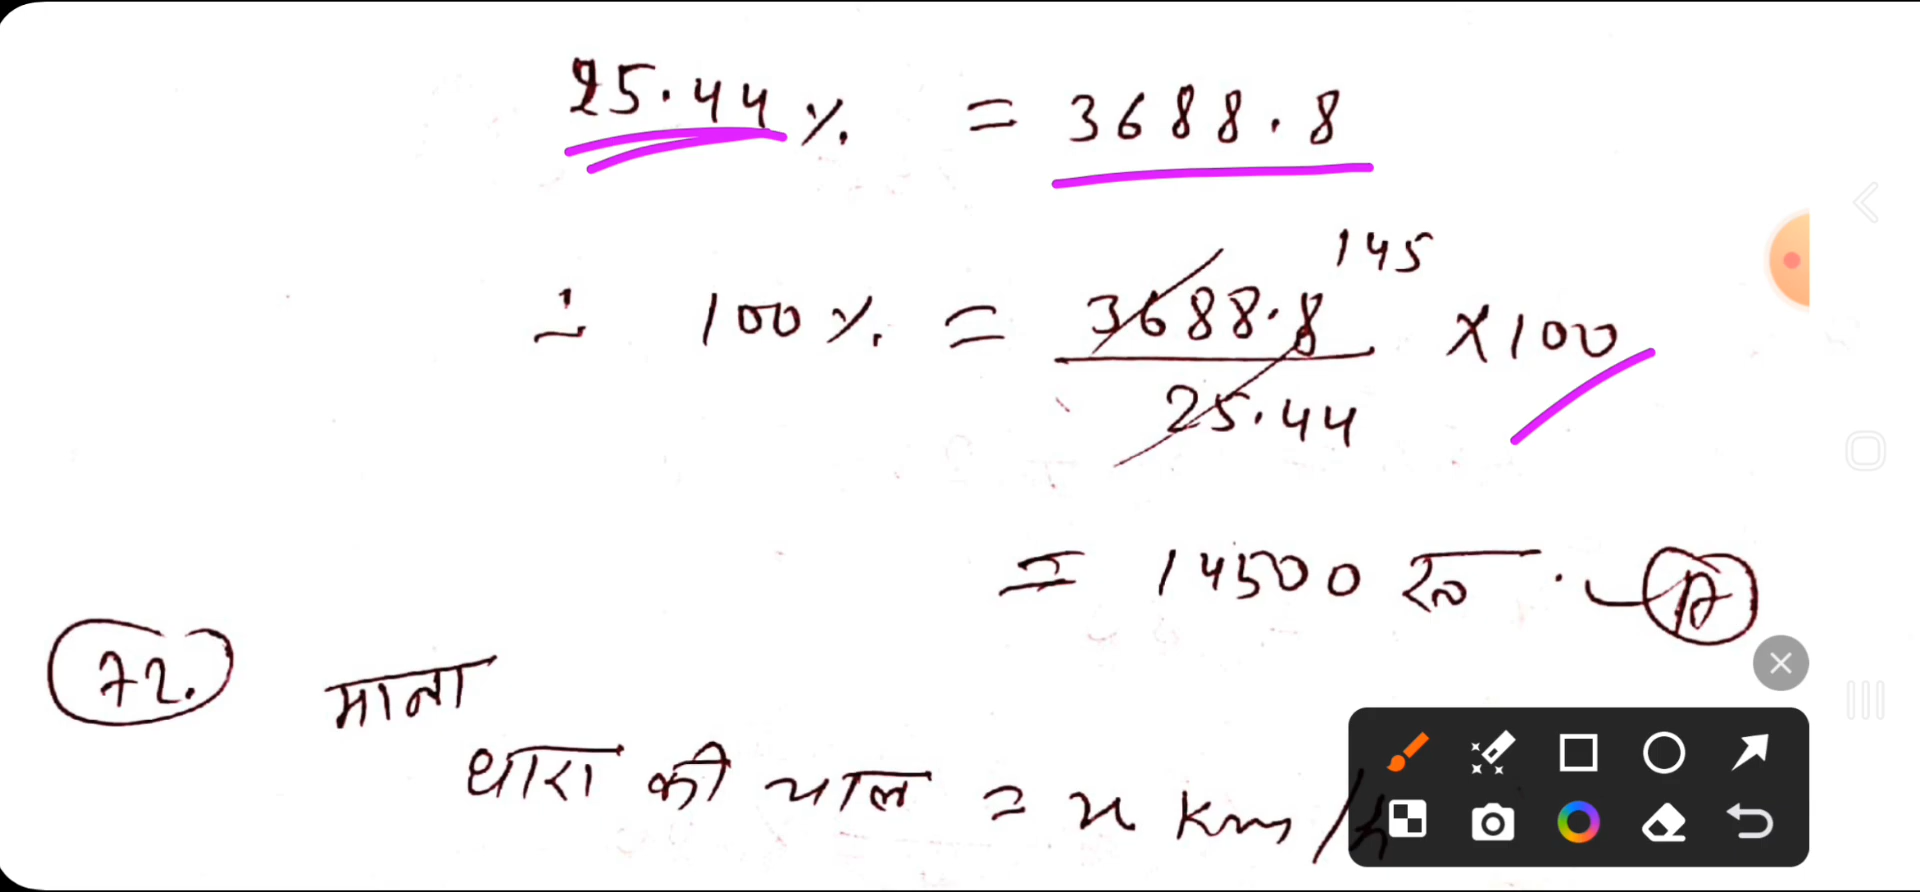 25.44% = 3688.8
∴ 100% = 3688.8/25.44 × 100
145
= 14500 रू. A
72. माना
धारा की चाल = x km/h